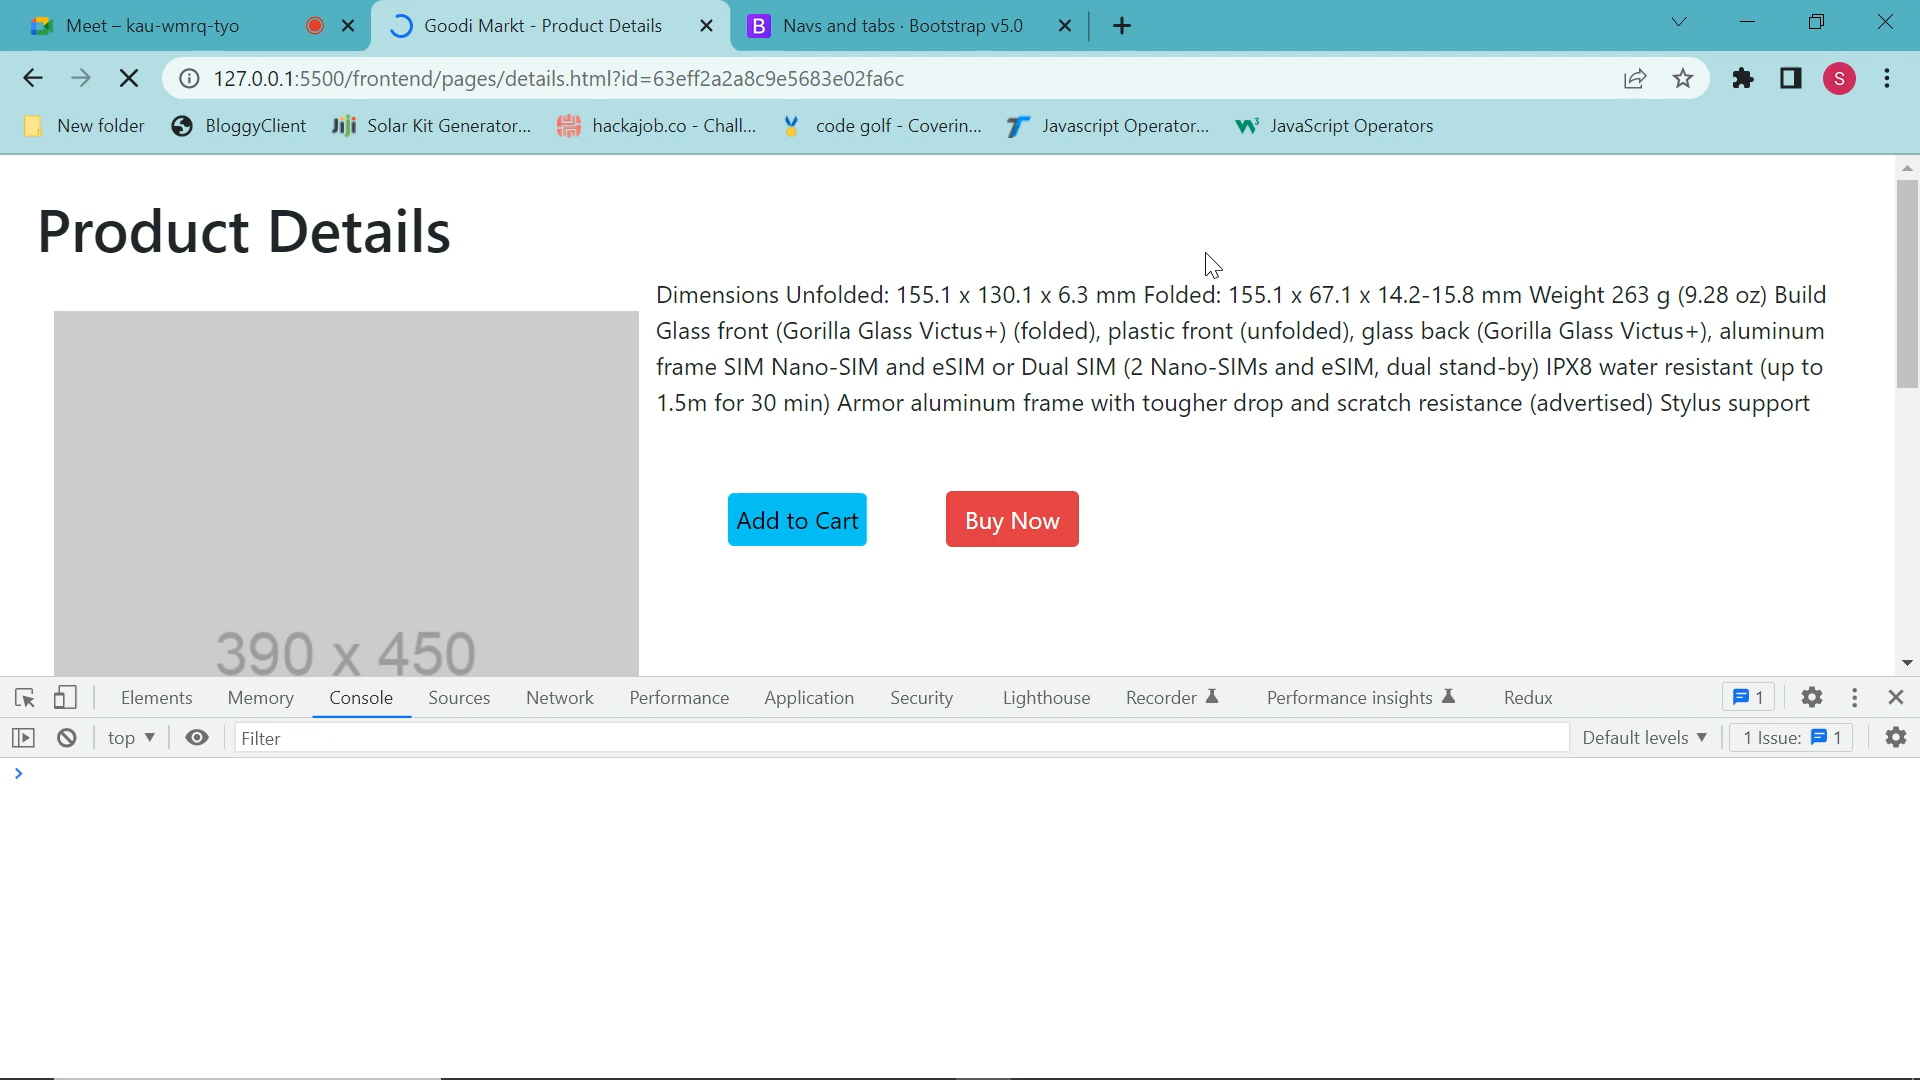 Meet – kau-wmrq-tyo
Goodi Markt - Product Details
B Navs and tabs · Bootstrap v5.0
127.0.0.1:5500/frontend/pages/details.html?id=63eff2a2a8c9e5683e02fa6c
S
New folder
BloggyClient
Jiji Solar Kit Generator...
hackajob.co - Chall...
code golf - Coverin...
Javascript Operator...
JavaScript Operators
Product Details
Dimensions Unfolded: 155.1 x 130.1 x 6.3 mm Folded: 155.1 x 67.1 x 14.2-15.8 mm Weight 263 g (9.28 oz) Build
Glass front (Gorilla Glass Victus+) (folded), plastic front (unfolded), glass back (Gorilla Glass Victus+), aluminum
frame SIM Nano-SIM and eSIM or Dual SIM (2 Nano-SIMs and eSIM, dual stand-by) IPX8 water resistant (up to
1.5m for 30 min) Armor aluminum frame with tougher drop and scratch resistance (advertised) Stylus support
Add to Cart
Buy Now
390 x 450
Elements Memory Console Sources Network Performance Application Security Lighthouse Recorder Performance insights Redux 1
top Filter Default levels 1 Issue: 1